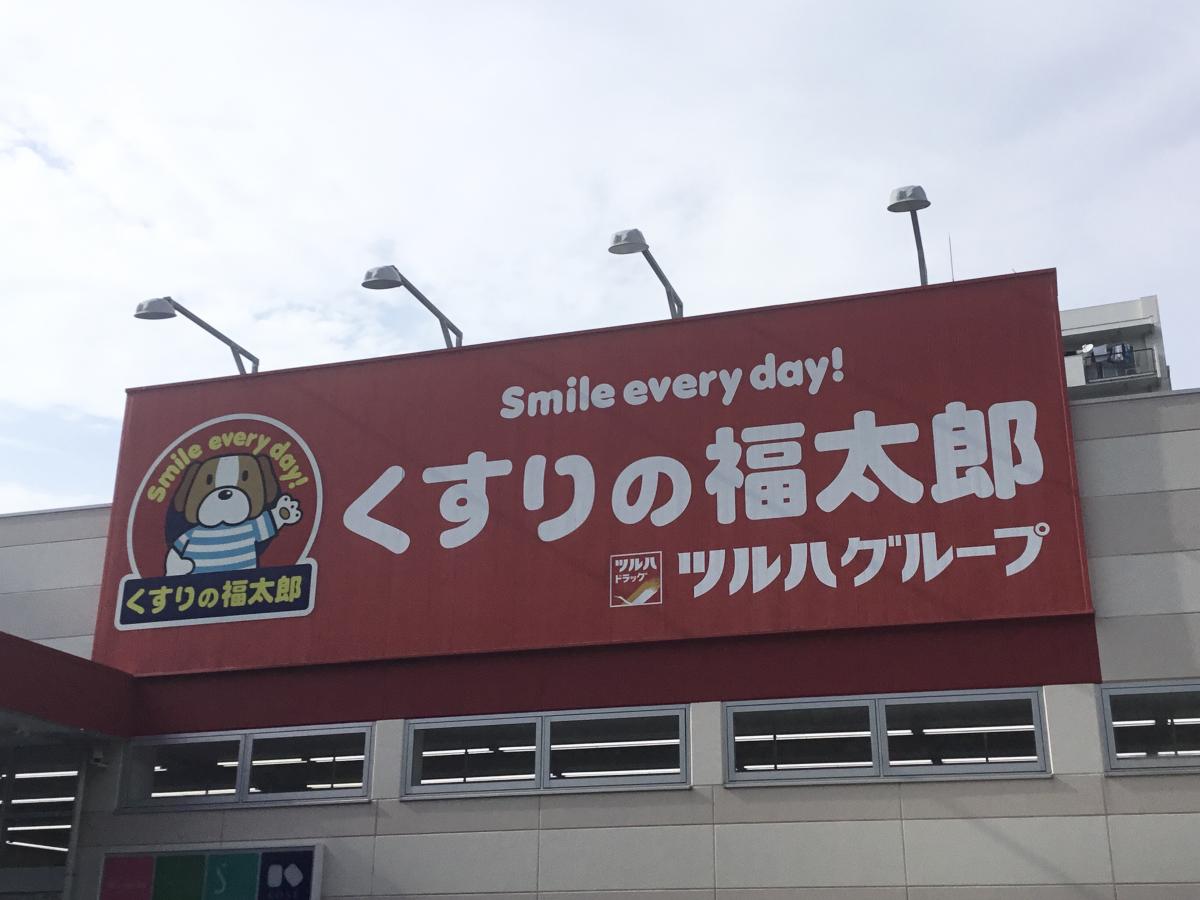 Smile every day!
くすりの福太郎
Smile every day!
くすりの福太郎
ツルハ
ドラッグ
ツルハグループ